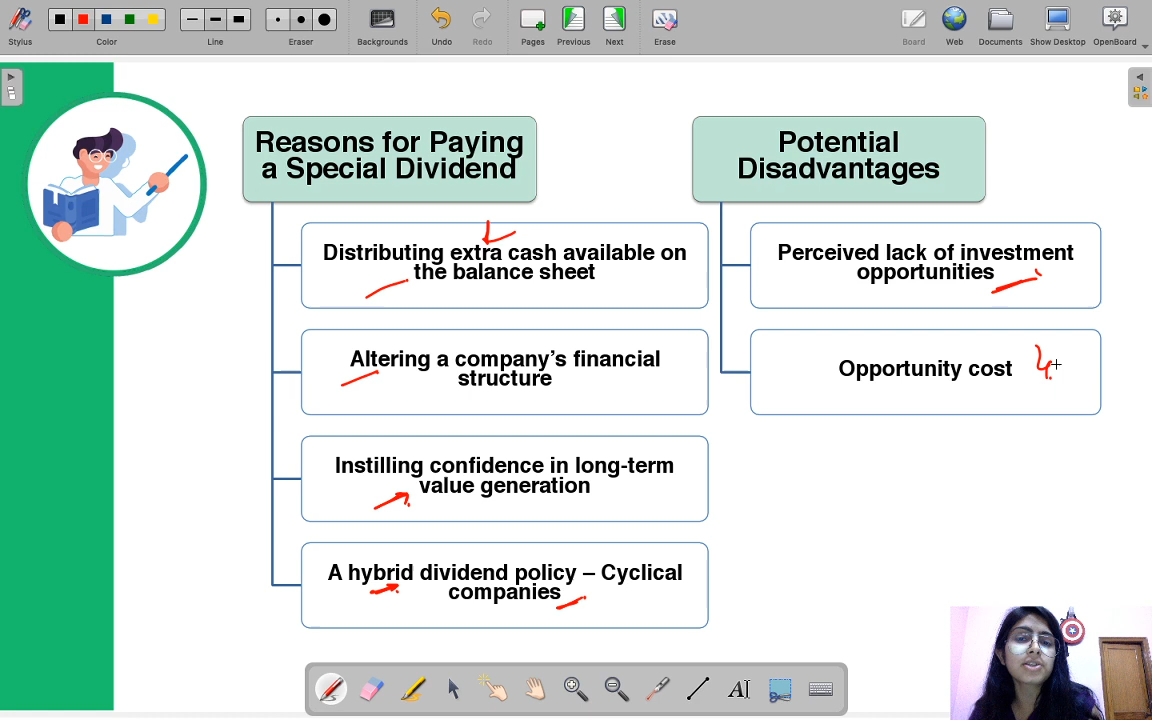 Stylus
Color
Line
Eraser
Backgrounds
Undo
Redo
Pages
Previous
Next
Erase
Board
Web
Documents
Show Desktop
OpenBoard
Reasons for Paying
a Special Dividend
Distributing extra cash available on
the balance sheet
Altering a company's financial
structure
Instilling confidence in long-term
value generation
A hybrid dividend policy – Cyclical
companies
Potential
Disadvantages
Perceived lack of investment
opportunities
Opportunity cost